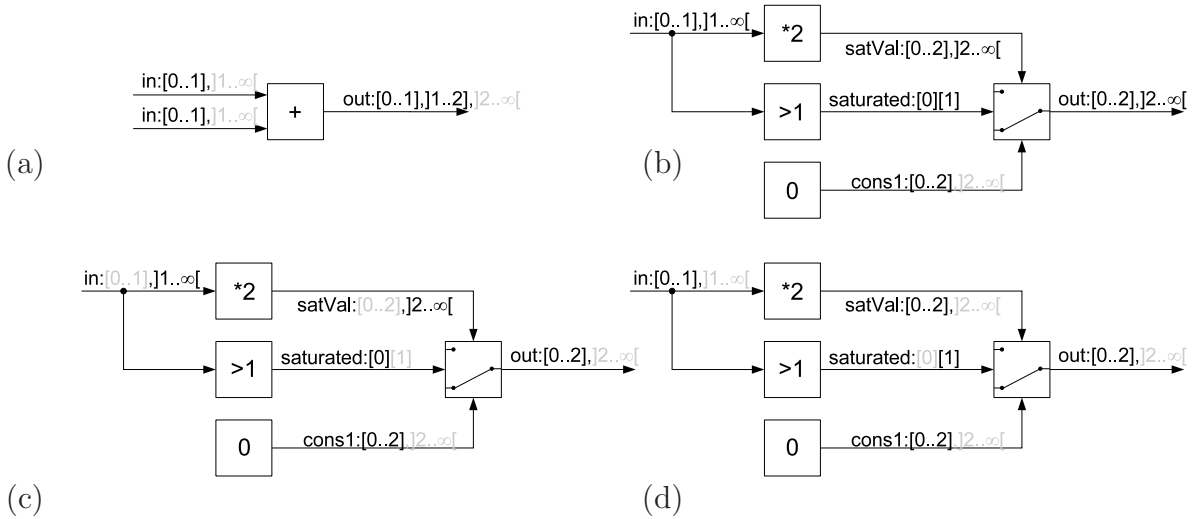 in:[0..1],]1..∞[
in:[0..1],]1..∞[
+
out:[0..1],]1..2],]2..∞[
(a)
in:[0..1],]1..∞[
*2
satVal:[0..2],]2..∞[
>1
saturated:[0][1]
out:[0..2],]2..∞[
0
cons1:[0..2],]2..∞[
(b)
in:[0..1],]1..∞[
*2
satVal:[0..2],]2..∞[
>1
saturated:[0][1]
out:[0..2],]2..∞[
0
cons1:[0..2],]2..∞[
(c)
in:[0..1],]1..∞[
*2
satVal:[0..2],]2..∞[
>1
saturated:[0][1]
out:[0..2],]2..∞[
0
cons1:[0..2],]2..∞[
(d)